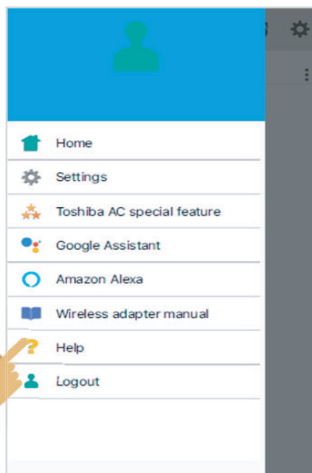 Home
Settings
Toshiba AC special feature
Google Assistant
Amazon Alexa
Wireless adapter manual
Help
Logout